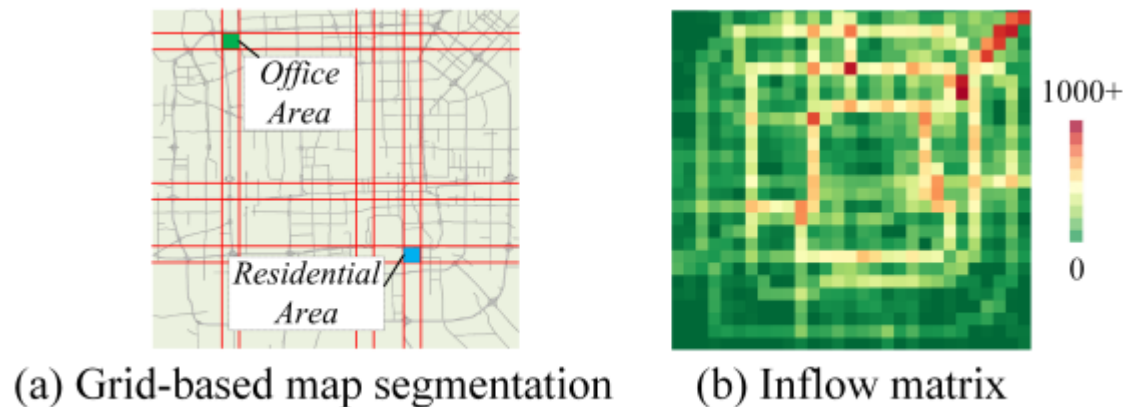 Office
Area
Residential
Area
1000+
0
(a) Grid-based map segmentation
(b) Inflow matrix